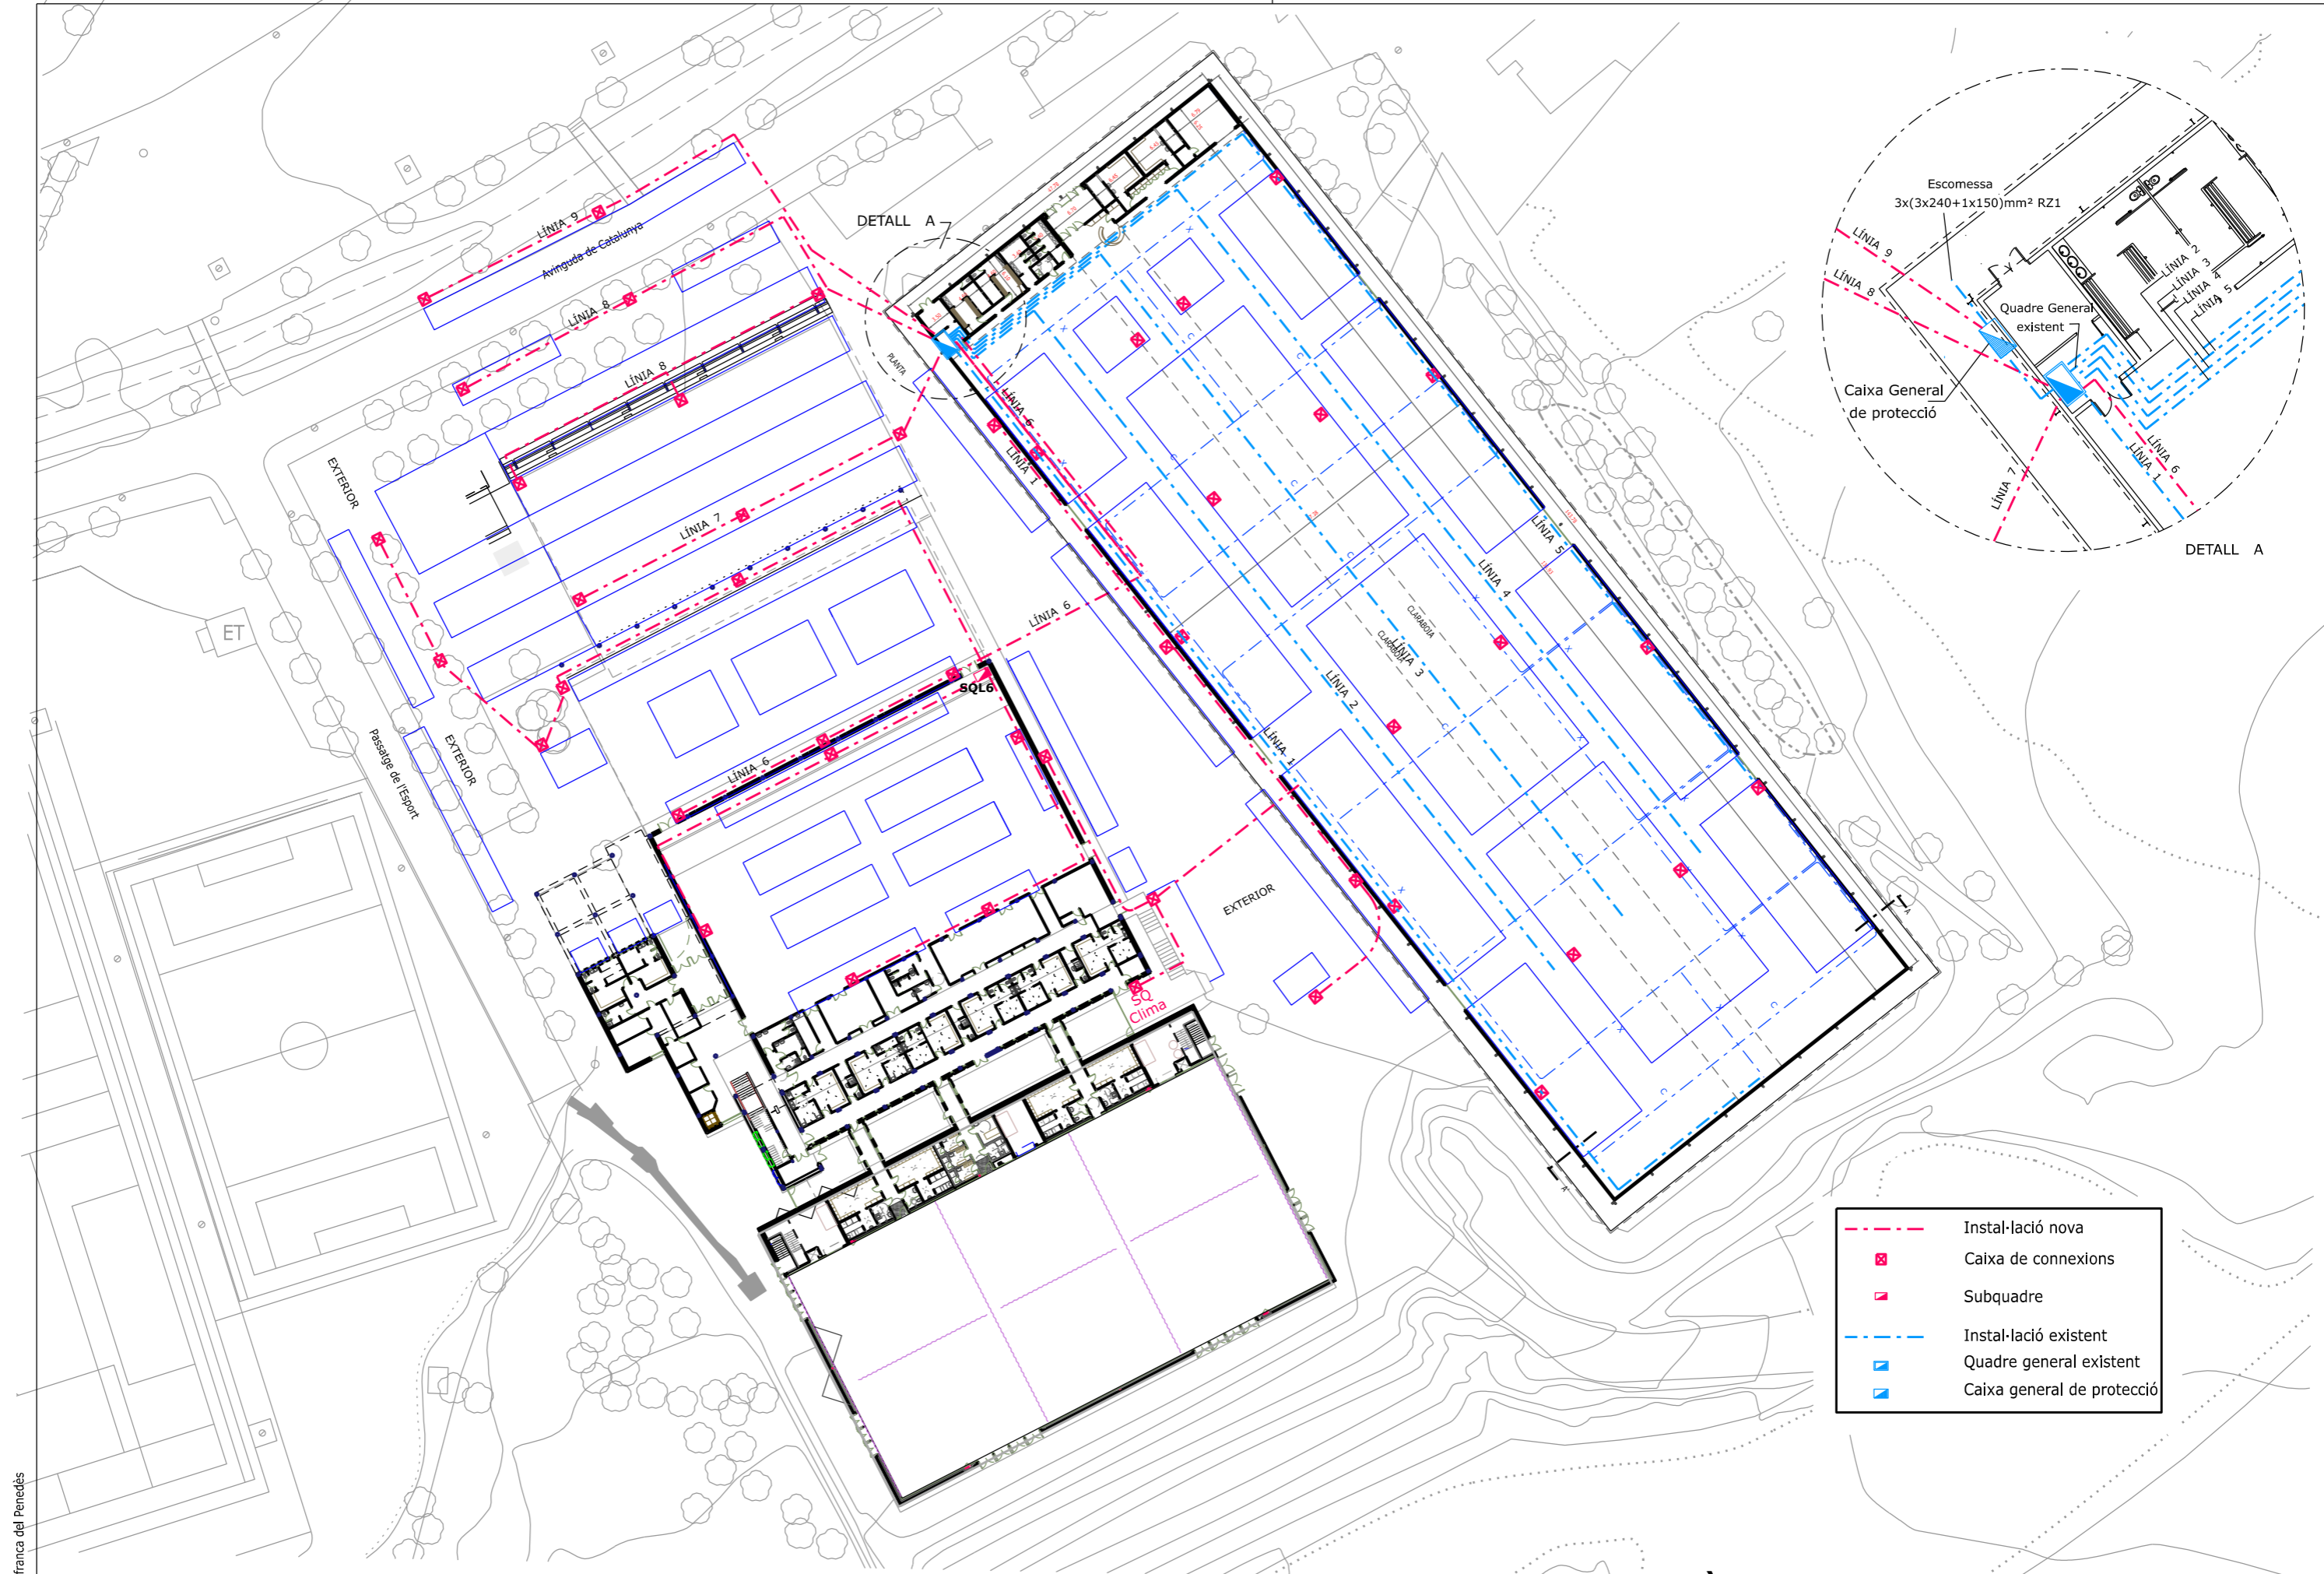 LÍNIA 9
Avinguda de Catalunya
LÍNIA 8
LÍNIA 8
DETALL A
PLANTA
EXTERIOR
LÍNIA 7
LÍNIA 6
LÍNIA 1
LÍNIA 6
ET
SQL6
LÍNIA 6
EXTERIOR
Passatge de l'Esport
LÍNIA 5
LÍNIA 4
CLARABOIA
CLARABOIA
LÍNIA 3
LÍNIA 2
LÍNIA 1
EXTERIOR
SQ
Clima
Escomessa
3x(3x240+1x150)mm² RZ1
LÍNIA 9
LÍNIA 8
LÍNIA 2
LÍNIA 3
LÍNIA 4
LÍNIA 5
Quadre General
existent
Caixa General
de protecció
LÍNIA 6
LÍNIA 1
LÍNIA 7
DETALL A
Instal·lació nova
Caixa de connexions
Subquadre
Instal·lació existent
Quadre general existent
Caixa general de protecció
franca del Penedès